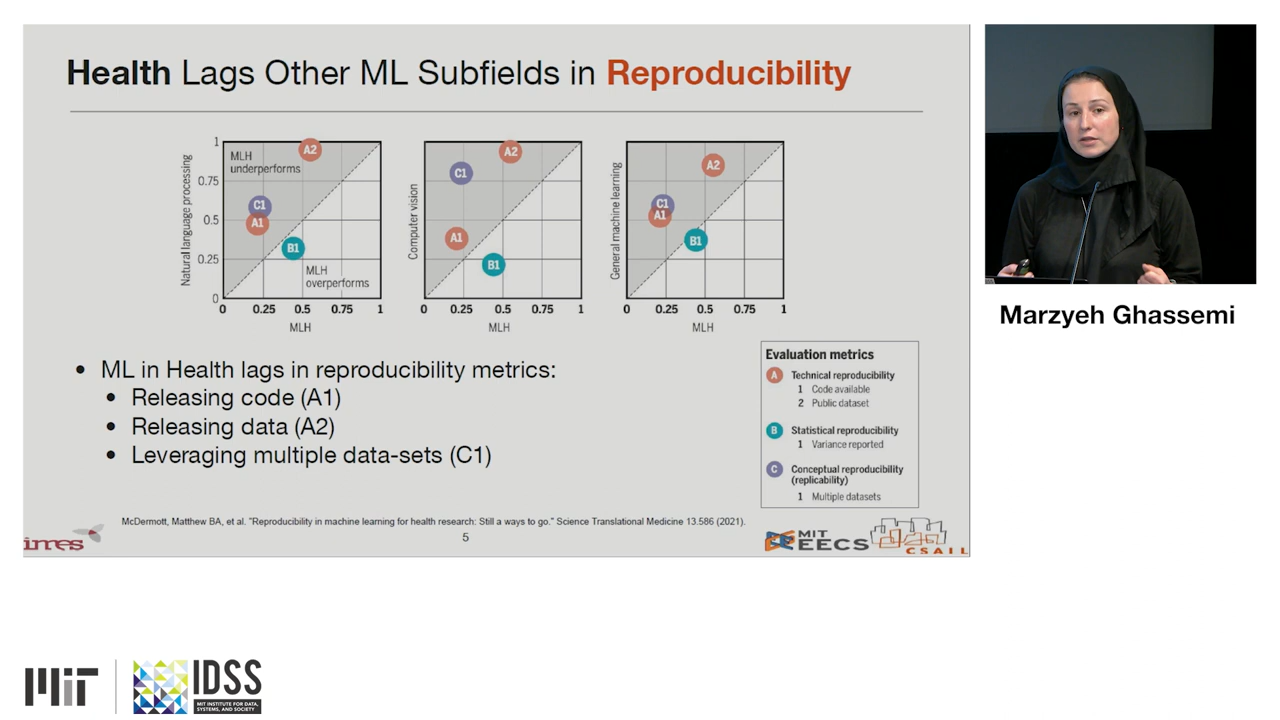 Health Lags Other ML Subfields in Reproducibility
Natural language processing
1
0.75
0.5
0.25
0
MLH underperforms
A2
C1
A1
B1
MLH overperforms
0 0.25 0.5 0.75 1
MLH
Computer vision
A2
C1
A1
B1
0 0.25 0.5 0.75 1
MLH
General machine learning
A2
C1
A1
B1
0 0.25 0.5 0.75 1
MLH
• ML in Health lags in reproducibility metrics:
• Releasing code (A1)
• Releasing data (A2)
• Leveraging multiple data-sets (C1)
Evaluation metrics
A Technical reproducibility
1 Code available
2 Public dataset
B Statistical reproducibility
1 Variance reported
C Conceptual reproducibility
(replicability)
1 Multiple datasets
McDermott, Matthew BA, et al. "Reproducibility in machine learning for health research: Still a ways to go." Science Translational Medicine 13.586 (2021).
5
imes
MIT
EECS
CSAIL
Marzyeh Ghassemi
MIT
IDSS
MIT INSTITUTE FOR DATA,
SYSTEMS, AND SOCIETY